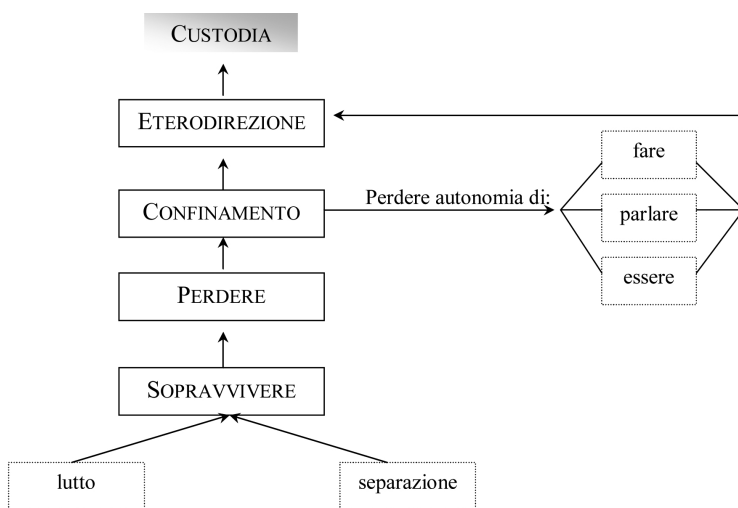 CUSTODIA
ETERODIREZIONE
fare
CONFINAMENTO
Perdere autonomia di:
parlare
essere
PERDERE
SOPRAVVIVERE
lutto
separazione